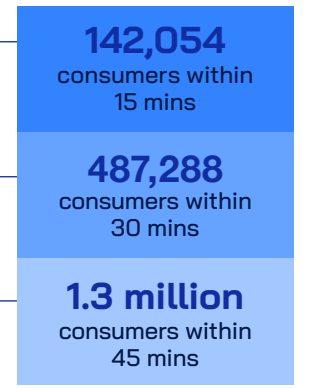 142,054
consumers within
15 mins
487,288
consumers within
30 mins
1.3 million
consumers within
45 mins